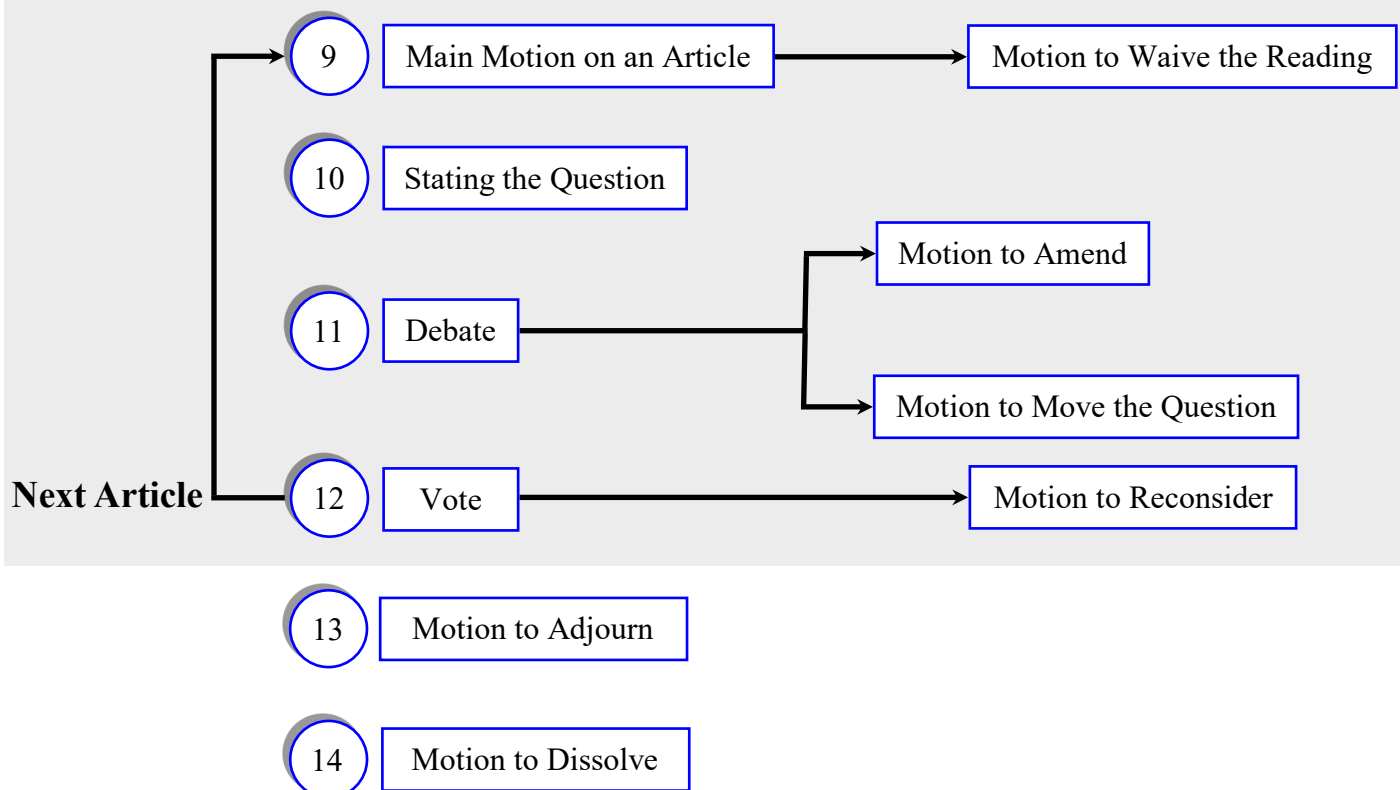 9 Main Motion on an Article Motion to Waive the Reading
10 Stating the Question
Motion to Amend
11 Debate
Motion to Move the Question
Next Article 12 Vote Motion to Reconsider
13 Motion to Adjourn
14 Motion to Dissolve